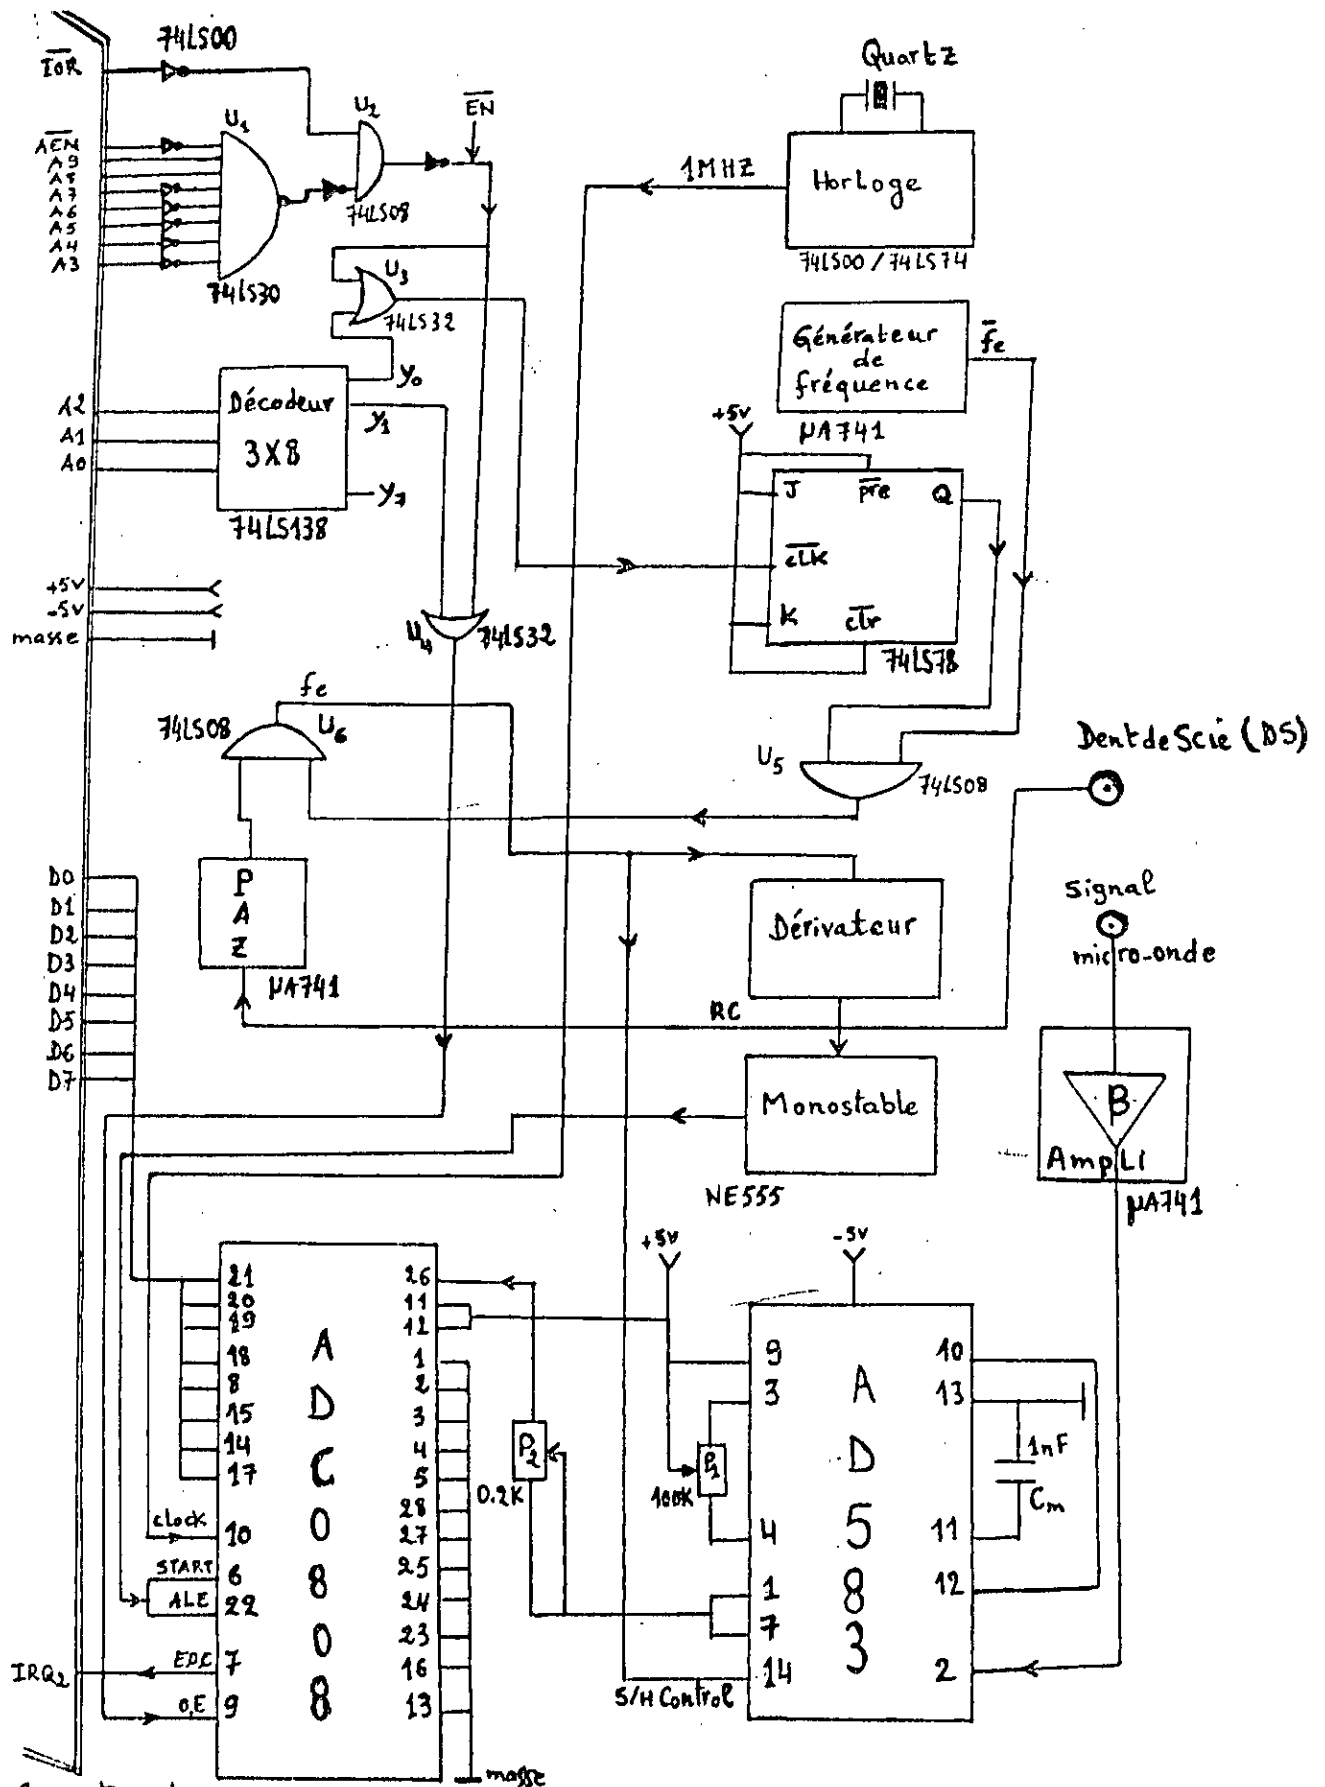 74LS00
IOR
U1
U2
EN
Quartz
1MHZ
Horloge
74LS00/74LS74
AEN
A9
A8
A7
A6
A5
A4
A3
74LS08
74LS30
U3
74LS32
Générateur
de
fréquence
fe
µA741
+5v
A2
A1
A0
Décodeur
3X8
74LS138
Y0
Y1
Y7
J
pre
Q
CLK
K
clr
74LS78
+5V
-5V
masse
U4
74LS32
fe
74LS08
U6
U5
74LS08
Dent de Scie (DS)
D0
D1
D2
D3
D4
D5
D6
D7
P
A
Z
µA741
Dérivateur
RC
Signal
micro-onde
Monostable
NE555
B
Ampli
µA741
+5v
-5v
21
20
19
18
8
15
14
17
10
6
22
7
9
clock
START
ALE
IRQ2
O.E
A
D
C
0
8
0
8
26
11
12
1
2
3
4
5
28
27
25
24
23
16
13
masse
P2
0.2K
P1
100K
S/H Control
9
3
4
1
7
14
A
D
5
8
3
10
13
11
12
2
1nF
Cm